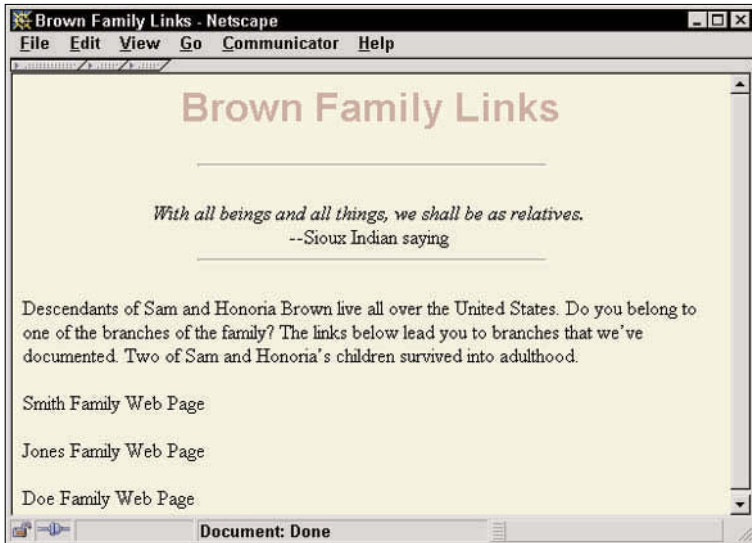 Brown Family Links - Netscape
File Edit View Go Communicator Help
Brown Family Links
With all beings and all things, we shall be as relatives.
--Sioux Indian saying
Descendants of Sam and Honoria Brown live all over the United States. Do you belong to
one of the branches of the family? The links below lead you to branches that we've
documented. Two of Sam and Honoria's children survived into adulthood.
Smith Family Web Page
Jones Family Web Page
Doe Family Web Page
Document: Done